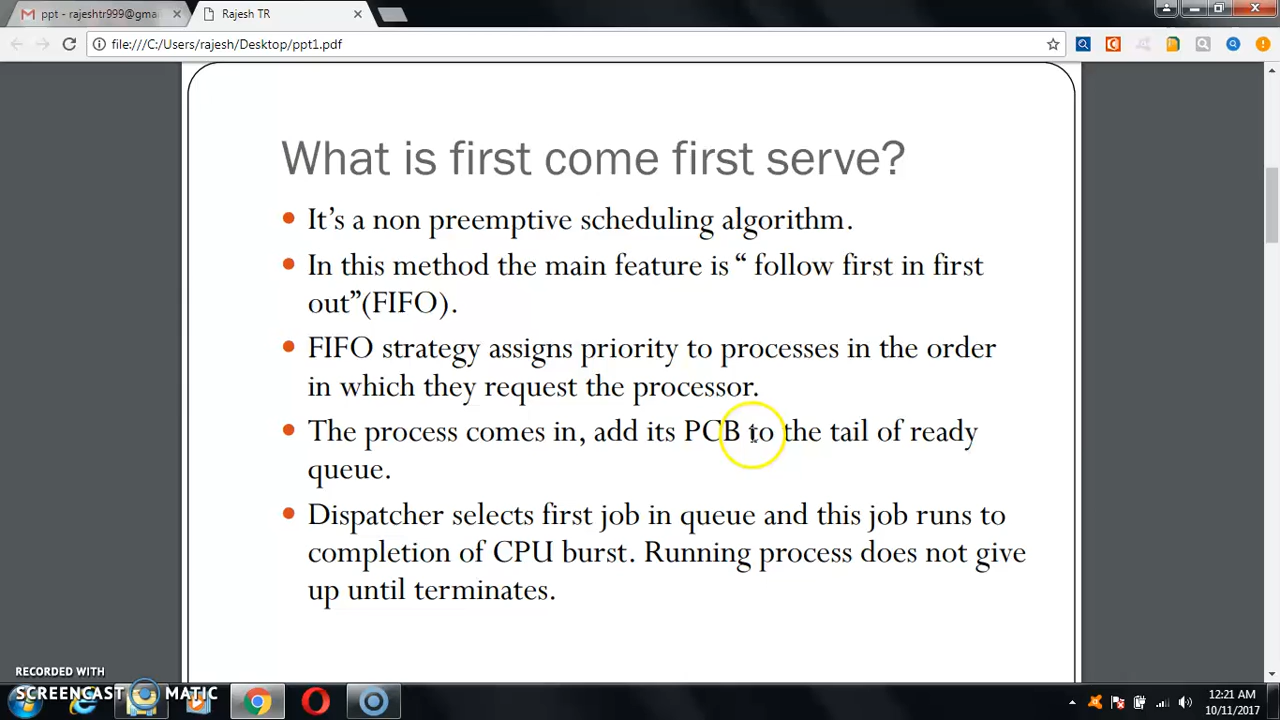 ppt - rajeshtr999@gma
Rajesh TR
file:///C:/Users/rajesh/Desktop/ppt1.pdf
What is first come first serve?
It's a non preemptive scheduling algorithm.
In this method the main feature is “ follow first in first
out”(FIFO).
FIFO strategy assigns priority to processes in the order
in which they request the processor.
The process comes in, add its PCB to the tail of ready
queue.
Dispatcher selects first job in queue and this job runs to
completion of CPU burst. Running process does not give
up until terminates.
RECORDED WITH
SCREENCAST MATIC
12:21 AM
10/11/2017